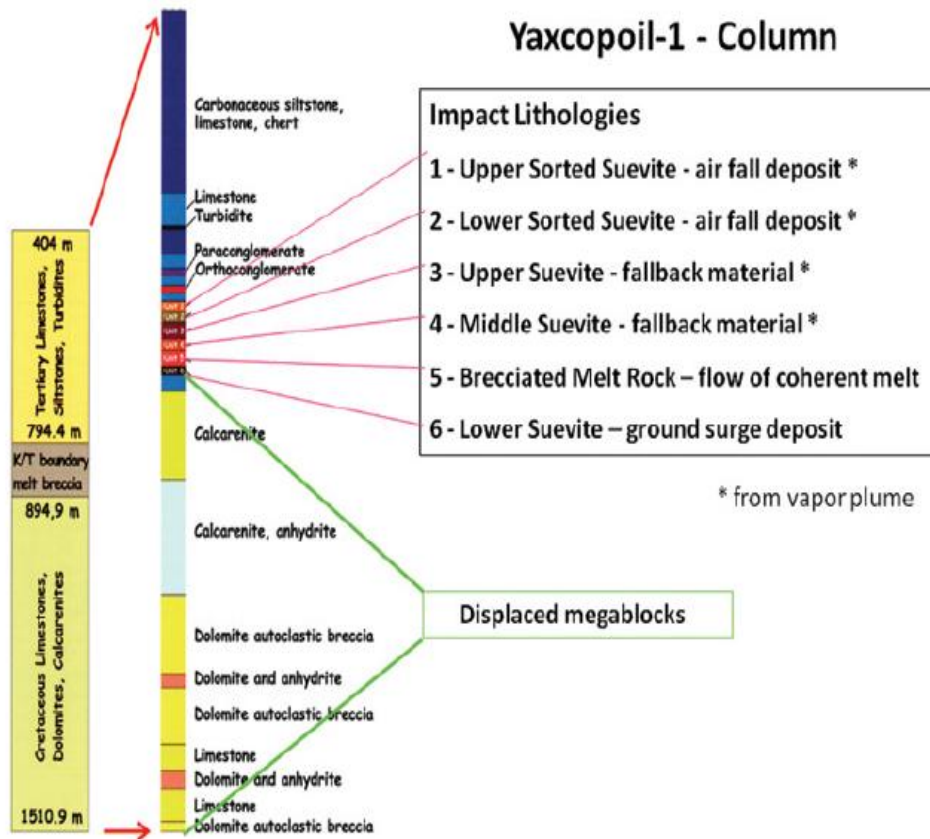 Yaxcopoil-1 - Column
404 m
Tertiary Limestones,
Siltstones, Turbidites
794.4 m
K/T boundary
melt breccia
894,9 m
Cretaceous Limestones,
Dolomites, Calcarenites
1510.9 m
Carbonaceous siltstone,
limestone, chert
Limestone
Turbidite
Paraconglomerate
Orthoconglomerate
Calcarenite
Calcarenite, anhydrite
Dolomite autoclastic breccia
Dolomite and anhydrite
Dolomite autoclastic breccia
Limestone
Dolomite and anhydrite
Limestone
Dolomite autoclastic breccia
Impact Lithologies
1 - Upper Sorted Suevite - air fall deposit *
2 - Lower Sorted Suevite - air fall deposit *
3 - Upper Suevite - fallback material *
4 - Middle Suevite - fallback material *
5 - Brecciated Melt Rock – flow of coherent melt
6 - Lower Suevite – ground surge deposit
* from vapor plume
Displaced megablocks